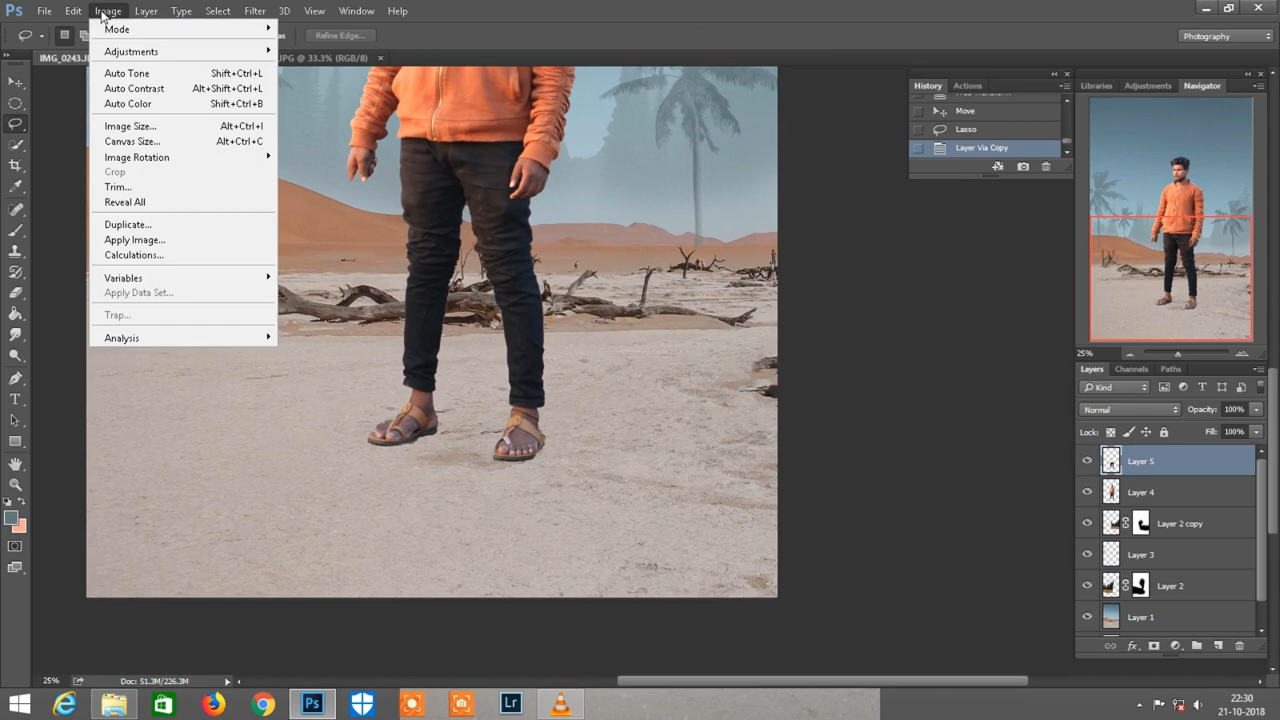 Ps File Edit Image Layer Type Select Filter 3D View Window Help
Refine Edge... Photography
IMG_0243.J JPG @ 33.3% (RGB/8) ×
Mode
Adjustments
Auto Tone Shift+Ctrl+L
Auto Contrast Alt+Shift+Ctrl+L
Auto Color Shift+Ctrl+B
Image Size... Alt+Ctrl+I
Canvas Size... Alt+Ctrl+C
Image Rotation
Crop
Trim...
Reveal All
Duplicate...
Apply Image...
Calculations...
Variables
Apply Data Set...
Trap...
Analysis
History Actions
Move
Lasso
Layer Via Copy
Libraries Adjustments Navigator
25%
Layers Channels Paths
Kind
Normal Opacity: 100%
Lock: Fill: 100%
Layer 5
Layer 4
Layer 2 copy
Layer 3
Layer 2
Layer 1
25% Doc: 51.3M/226.3M
Ps Lr
22:30
21-10-2018